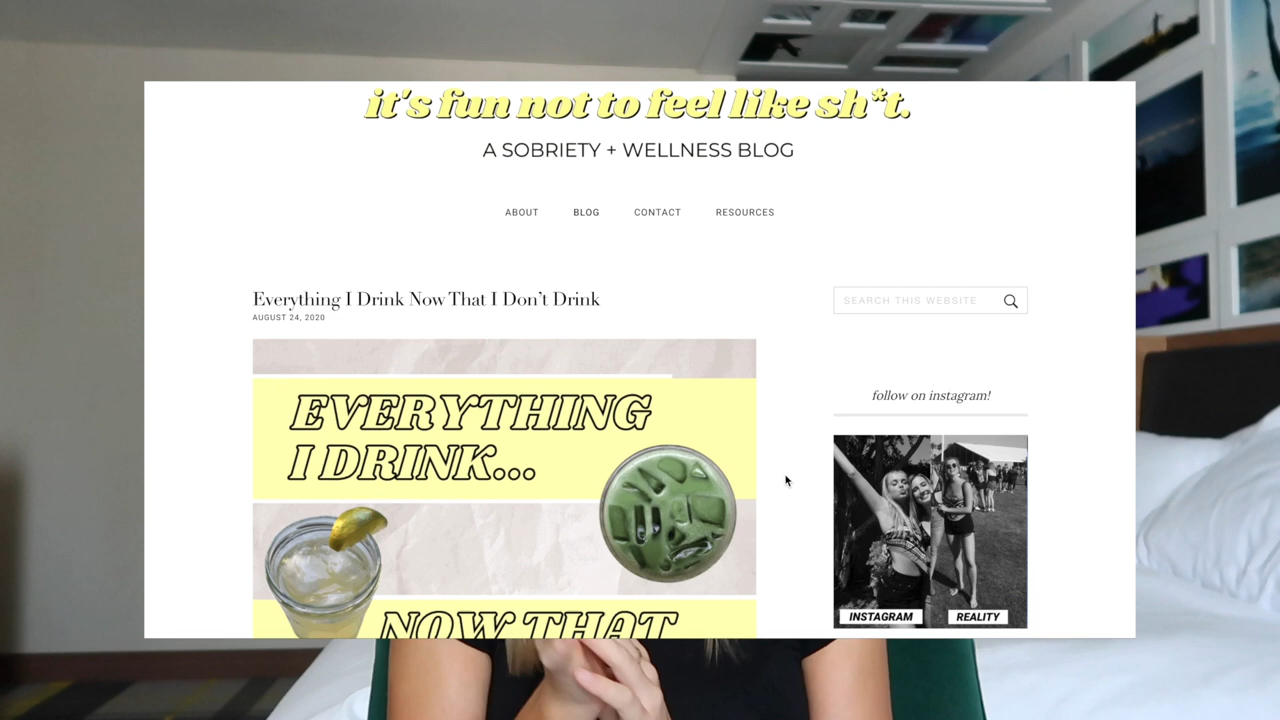 it's fun not to feel like sh*t.
A SOBRIETY + WELLNESS BLOG
ABOUT BLOG CONTACT RESOURCES
Everything I Drink Now That I Don't Drink
AUGUST 24, 2020
EVERYTHING
I DRINK...
NOW THAT
SEARCH THIS WEBSITE
follow on instagram!
INSTAGRAM REALITY